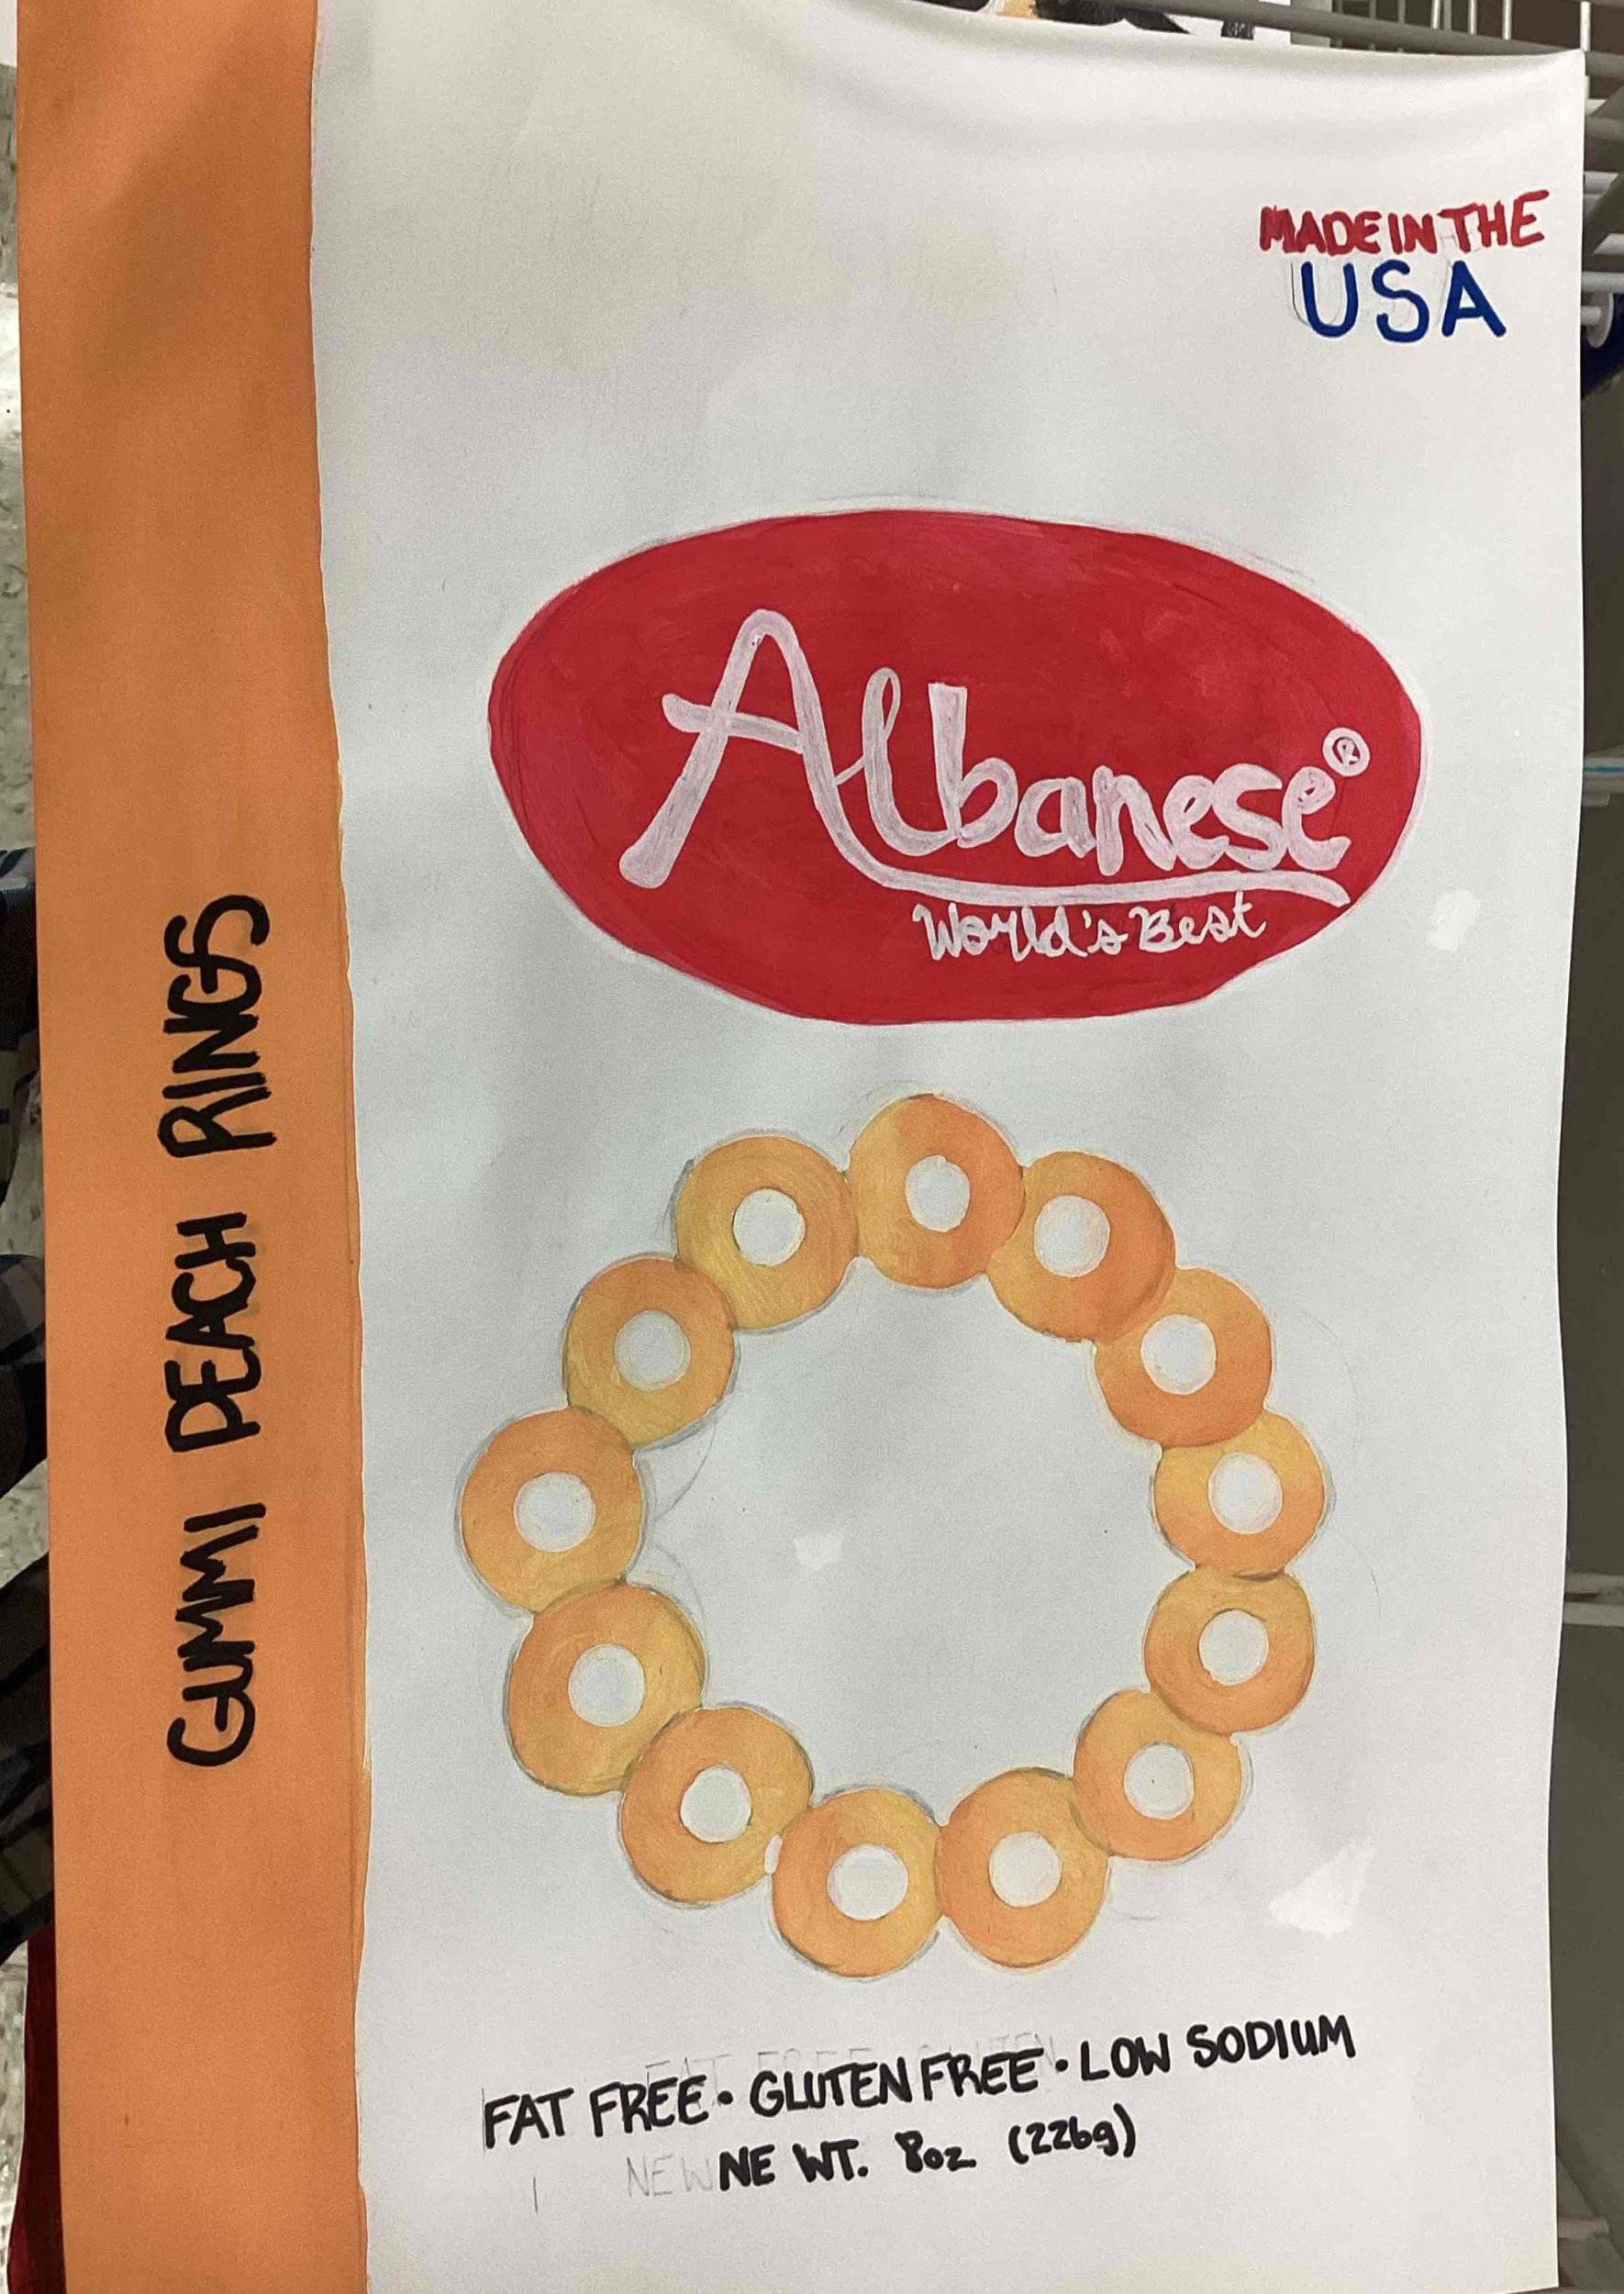 MADE IN THE
USA
Albanese®
World's Best
GUMMI PEACH RINGS
FAT FREE • GLUTEN FREE • LOW SODIUM
NEW NE WT. 8oz (226g)